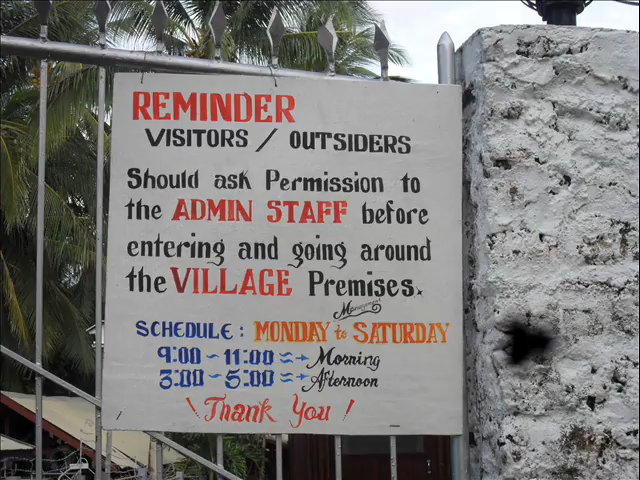 REMINDER
VISITORS / OUTSIDERS
Should ask Permission to
the ADMIN STAFF before
entering and going around
the VILLAGE Premises.
Management
SCHEDULE: MONDAY to SATURDAY
9:00 ~ 11:00 ≈→ Morning
3:00 ~ 5:00 ≈→ Afternoon
! Thank You !